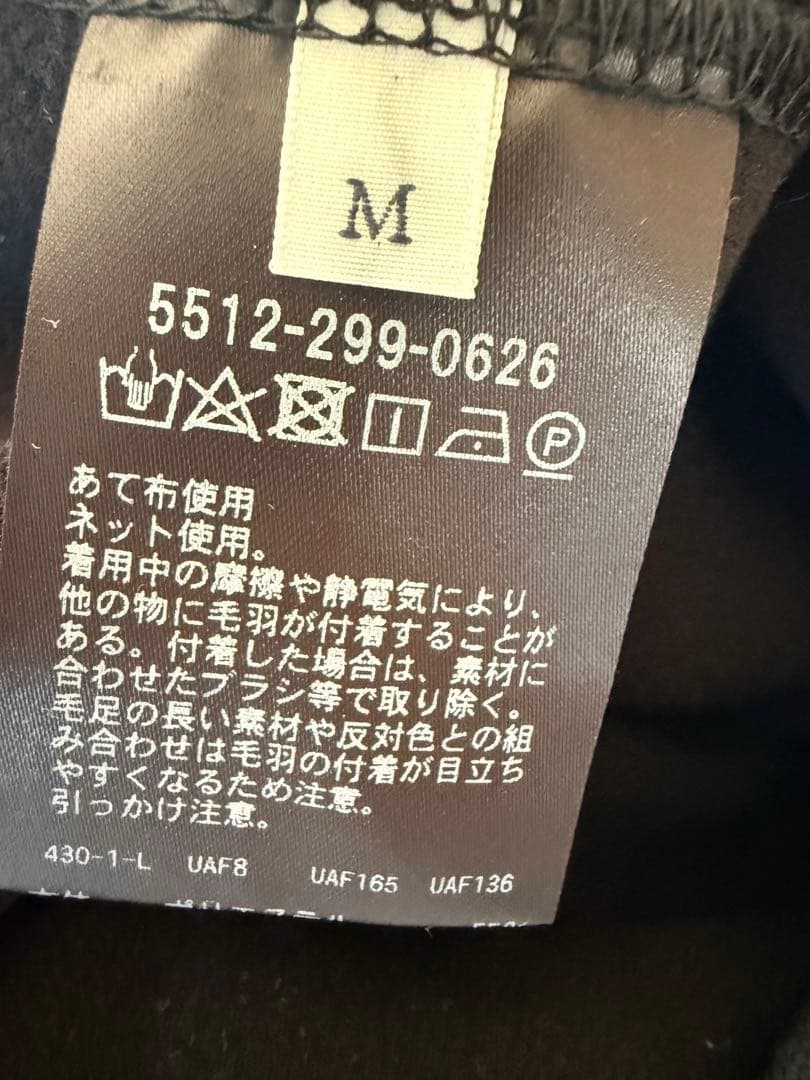 M
5512-299-0626
P
あて布使用
ネット使用。
着用中の摩擦や静電気により、
他の物に毛羽が付着することが
ある。付着した場合は、素材に
合わせたブラシ等で取り除く。
毛足の長い素材や反対色との組
み合わせは毛羽の付着が目立ち
やすくなるため注意。
引っかけ注意。
430-1-L UAF8 UAF165 UAF136